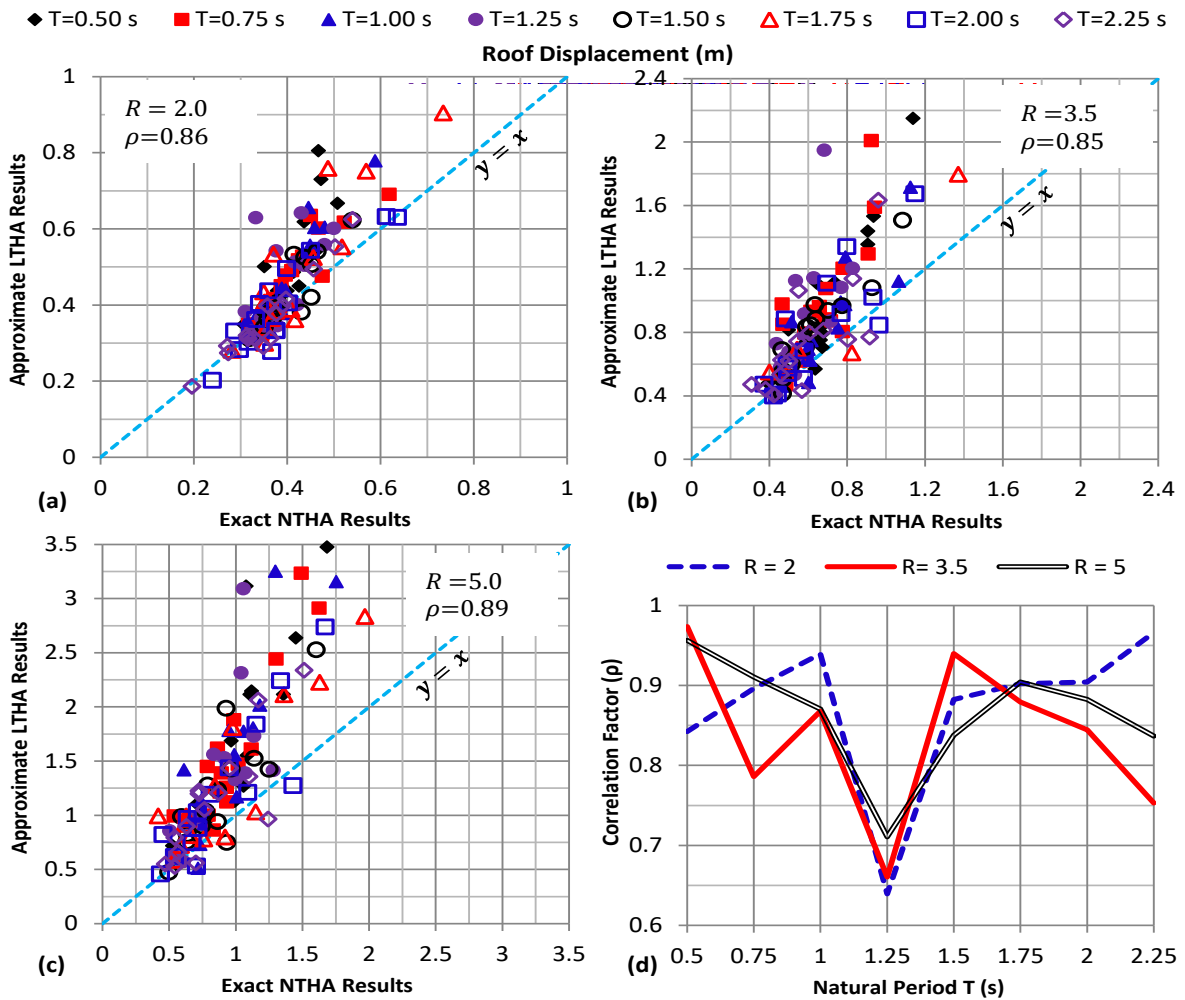 T=0.50 s T=0.75 s T=1.00 s T=1.25 s T=1.50 s T=1.75 s T=2.00 s T=2.25 s
Roof Displacement (m)
1
0.8
0.6
0.4
0.2
0
0 0.2 0.4 0.6 0.8 1
R = 2.0
ρ=0.86
y = x
Approximate LTHA Results
Exact NTHA Results
(a)
2.4
2
1.6
1.2
0.8
0.4
0
0 0.4 0.8 1.2 1.6 2 2.4
R = 3.5
ρ=0.85
y = x
Approximate LTHA Results
Exact NTHA Results
(b)
3.5
3
2.5
2
1.5
1
0.5
0
0 0.5 1 1.5 2 2.5 3 3.5
R =5.0
ρ=0.89
y = x
Approximate LTHA Results
Exact NTHA Results
(c)
R = 2 R= 3.5 R = 5
1
0.9
0.8
0.7
0.6
0.5 0.75 1 1.25 1.5 1.75 2 2.25
Correlation Factor (ρ)
Natural Period T (s)
(d)